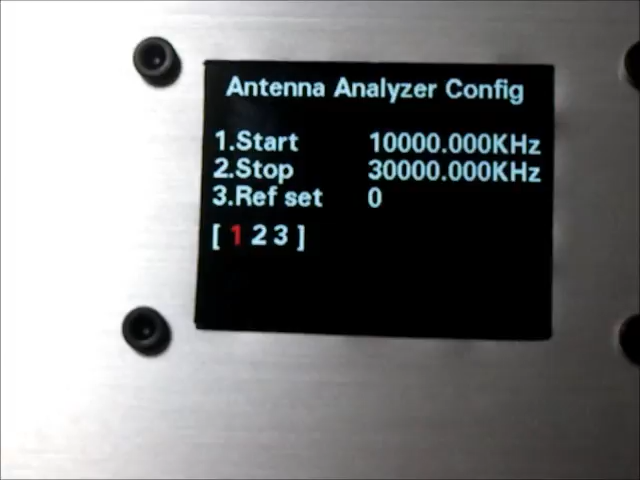 Antenna Analyzer Config
1.Start 10000.000KHz
2.Stop 30000.000KHz
3.Ref set 0
[ 1 2 3 ]